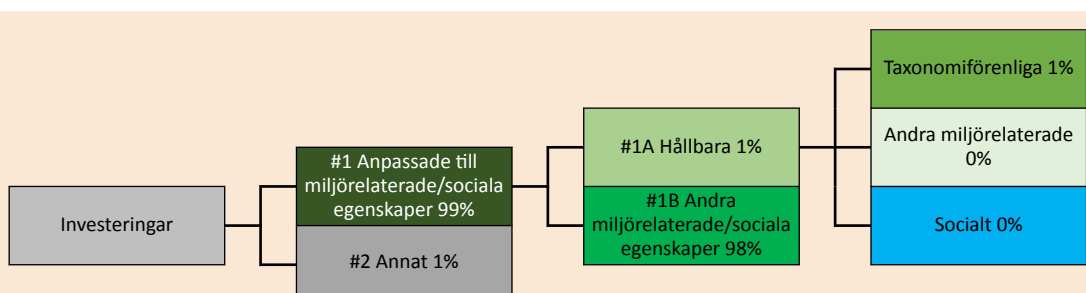 Investeringar
#1 Anpassade till
miljörelaterade/sociala
egenskaper 99%
#2 Annat 1%
#1A Hållbara 1%
#1B Andra
miljörelaterade/sociala
egenskaper 98%
Taxonomiförenliga 1%
Andra miljörelaterade
0%
Socialt 0%